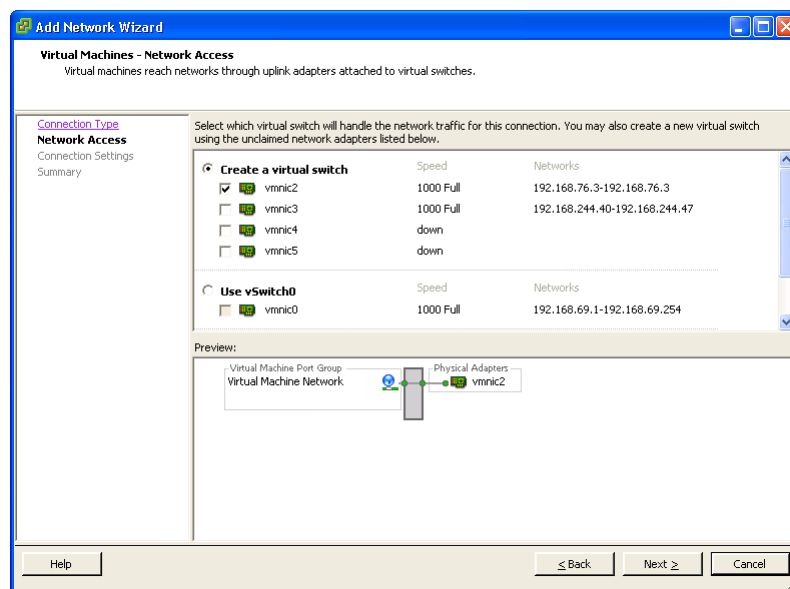 Add Network Wizard
Virtual Machines - Network Access
Virtual machines reach networks through uplink adapters attached to virtual switches.
Connection Type
Network Access
Connection Settings
Summary
Select which virtual switch will handle the network traffic for this connection. You may also create a new virtual switch
using the unclaimed network adapters listed below.
Create a virtual switch Speed Networks
vmnic2 1000 Full 192.168.76.3-192.168.76.3
vmnic3 1000 Full 192.168.244.40-192.168.244.47
vmnic4 down
vmnic5 down
Use vSwitch0 Speed Networks
vmnic0 1000 Full 192.168.69.1-192.168.69.254
Preview:
Virtual Machine Port Group Physical Adapters
Virtual Machine Network vmnic2
Help < Back Next > Cancel